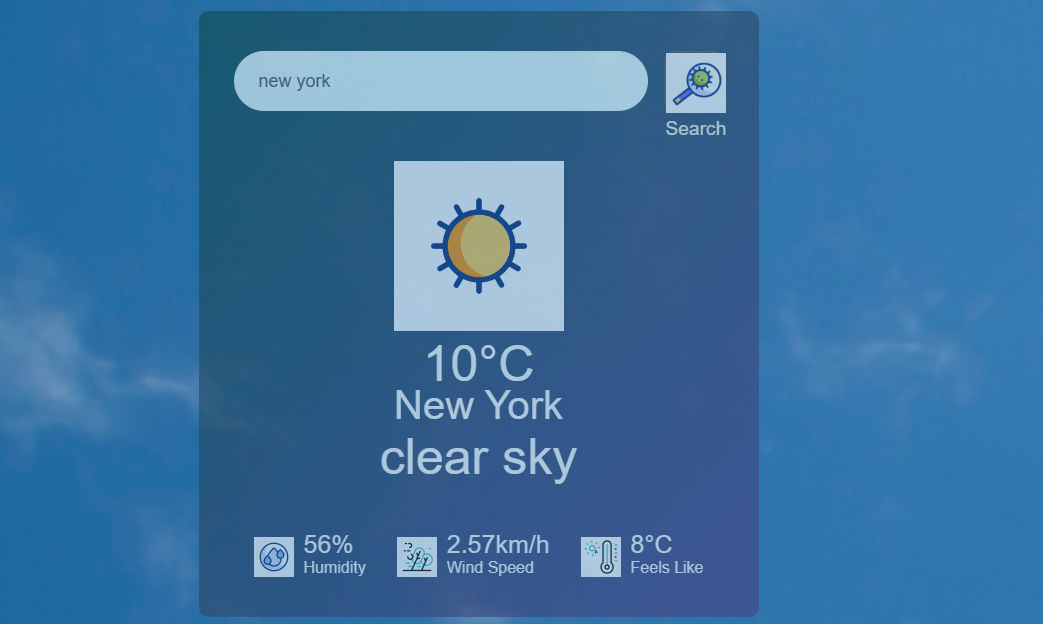 new york
Search
10°C
New York
clear sky
56%
Humidity
2.57km/h
Wind Speed
8°C
Feels Like